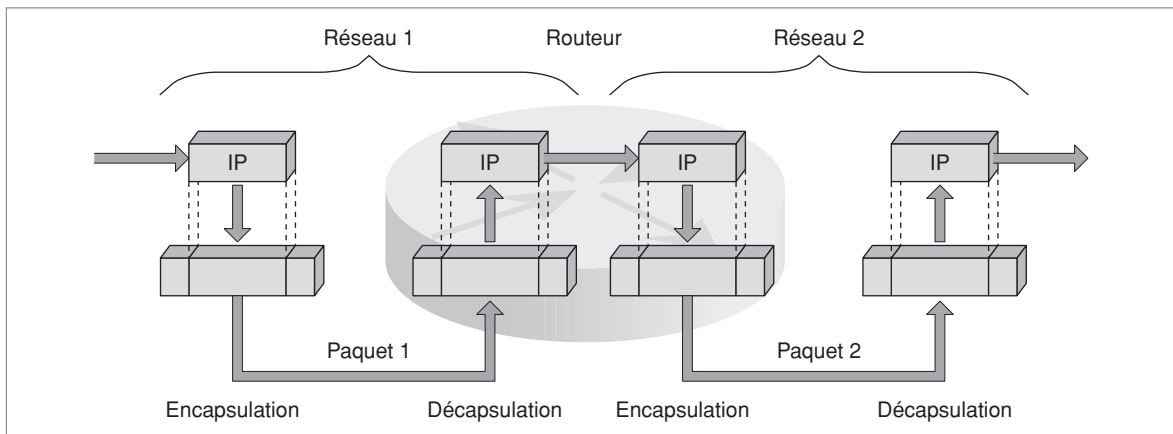 Réseau 1 Routeur Réseau 2
IP IP IP IP
Paquet 1 Paquet 2
Encapsulation Décapsulation Encapsulation Décapsulation